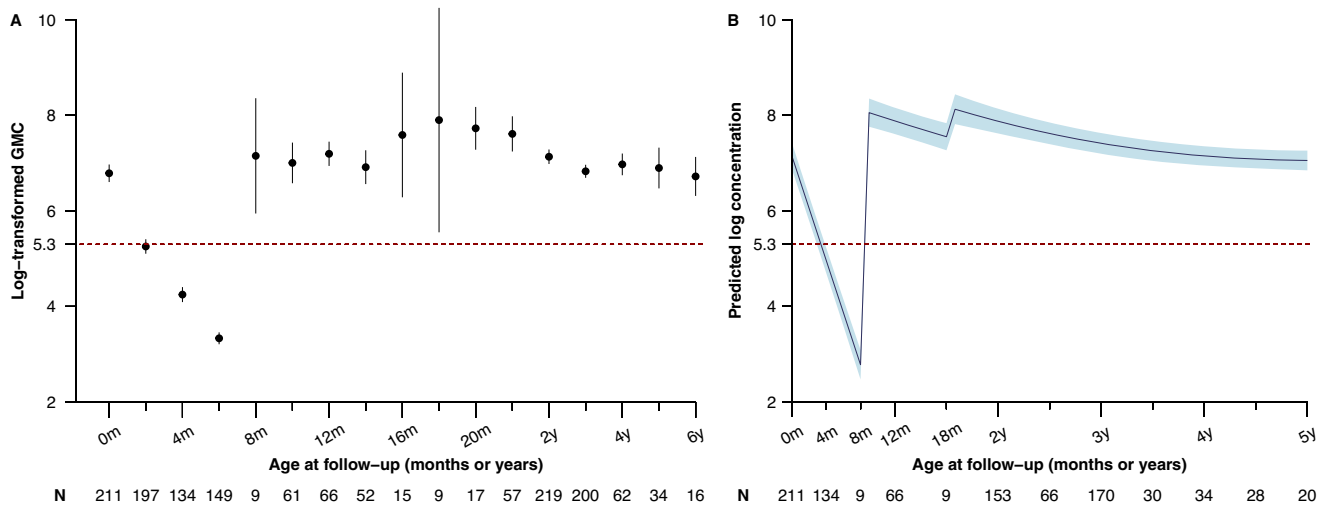 A
Log−transformed GMC
10
8
6
5.3
4
2
0m 4m 8m 12m 16m 20m 2y 4y 6y
Age at follow−up (months or years)
N 211 197 134 149 9 61 66 52 15 9 17 57 219 200 62 34 16
B
Predicted log concentration
10
8
6
5.3
4
2
0m 4m 8m 12m 18m 2y 3y 4y 5y
Age at follow−up (months or years)
N 211 134 9 66 9 153 66 170 30 34 28 20